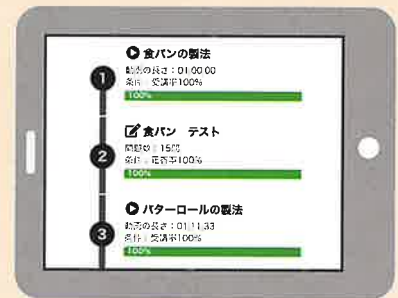 食パンの製法
1
動画の長さ：01:00:00
条件：受講率100%
100%
食パン テスト
問題数：15問
2
条件：正答率100%
100%
バターロールの製法
動画の長さ：01:11:33
3
条件：受講率100%
100%